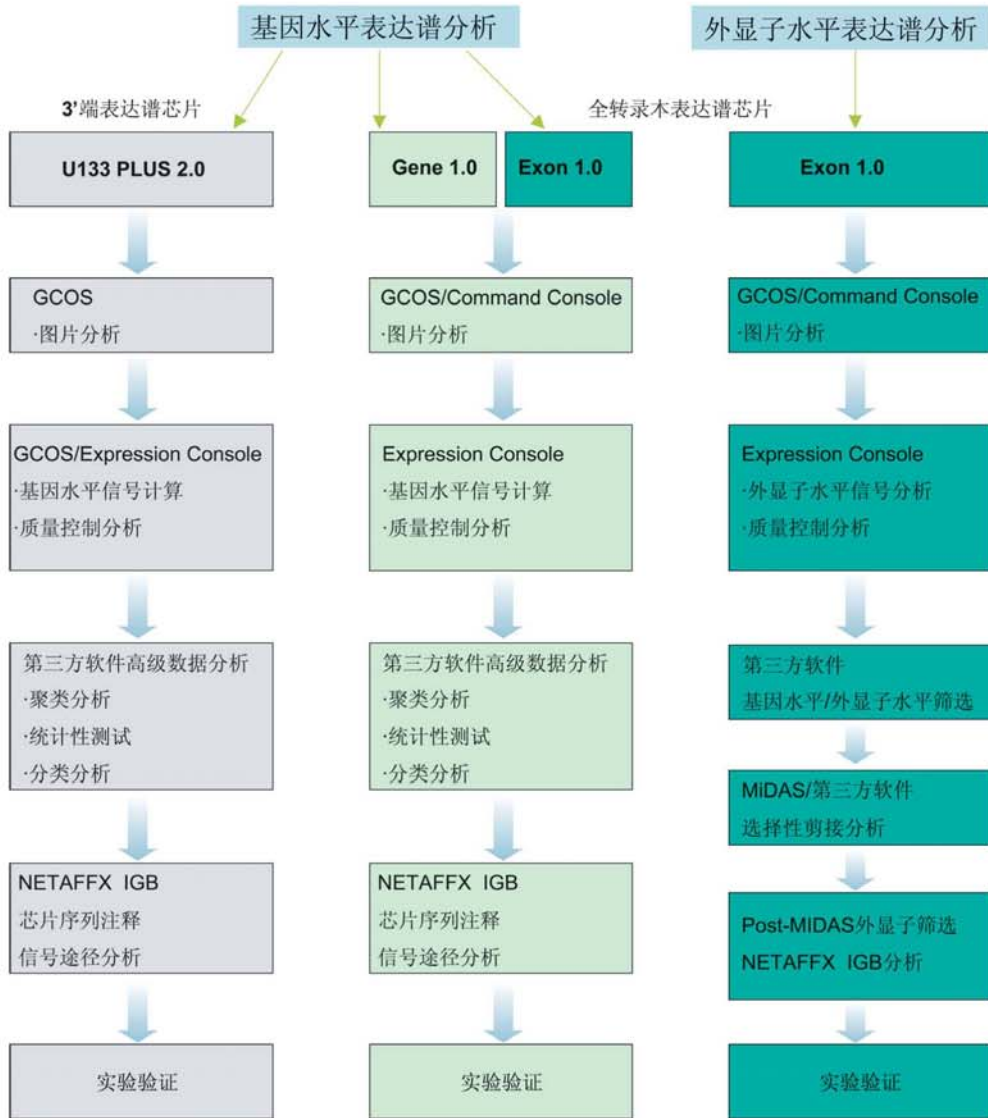 基因水平表达谱分析
外显子水平表达谱分析
3'端表达谱芯片
全转录木表达谱芯片
U133 PLUS 2.0
GCOS
·图片分析
GCOS/Expression Console
·基因水平信号计算
·质量控制分析
第三方软件高级数据分析
·聚类分析
·统计性测试
·分类分析
NETAFFX IGB
芯片序列注释
信号途径分析
实验验证
Gene 1.0
Exon 1.0
GCOS/Command Console
·图片分析
Expression Console
·基因水平信号计算
·质量控制分析
第三方软件高级数据分析
·聚类分析
·统计性测试
·分类分析
NETAFFX IGB
芯片序列注释
信号途径分析
实验验证
Exon 1.0
GCOS/Command Console
·图片分析
Expression Console
·外显子水平信号分析
·质量控制分析
第三方软件
基因水平/外显子水平筛选
MiDAS/第三方软件
选择性剪接分析
Post-MIDAS外显子筛选
NETAFFX IGB分析
实验验证